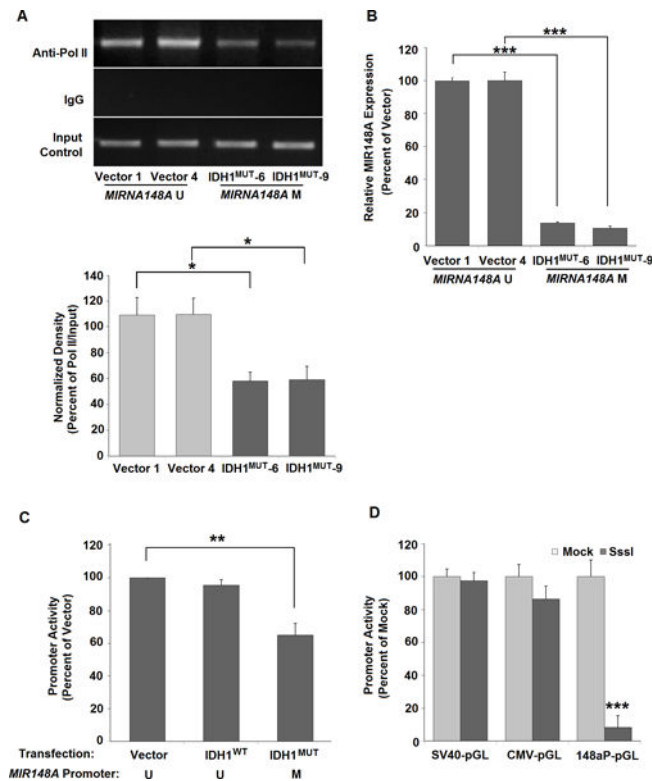 A
Anti-Pol II
IgG
Input
Control
Vector 1 Vector 4 IDH1MUT-6 IDH1MUT-9
MIRNA148A U MIRNA148A M
*
*
140
120
100
80
60
40
20
0
Normalized Density
(Percent of Pol II/Input)
Vector 1 Vector 4 IDH1MUT-6 IDH1MUT-9
B
***
***
120
100
80
60
40
20
0
Relative MIR148A Expression
(Percent of Vector)
Vector 1 Vector 4 IDH1MUT-6 IDH1MUT-9
MIRNA148A U MIRNA148A M
C
**
120
100
80
60
40
20
0
Promoter Activity
(Percent of Vector)
Transfection: Vector IDH1WT IDH1MUT
MIR148A Promoter: U U M
D
Mock SssI
120
100
80
60
40
20
0
Promoter Activity
(Percent of Mock)
***
SV40-pGL CMV-pGL 148aP-pGL